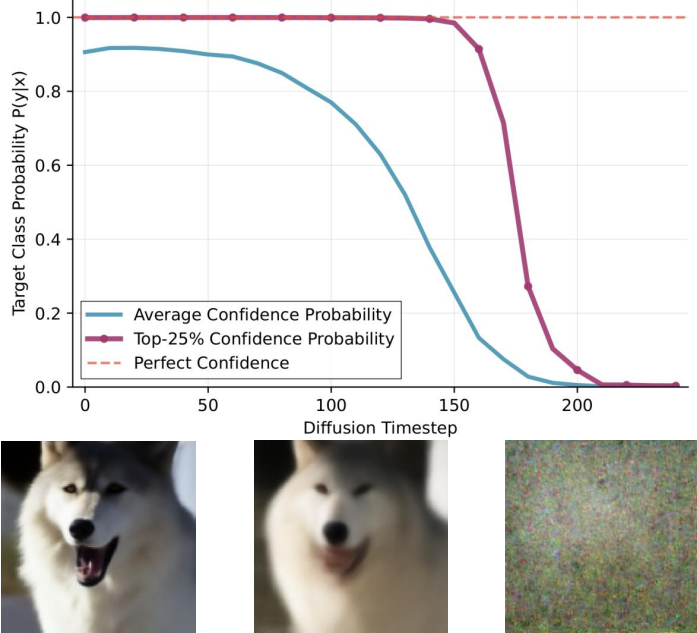 1.0
0.8
0.6
0.4
0.2
0.0
Target Class Probability P(y|x)
Average Confidence Probability
Top-25% Confidence Probability
Perfect Confidence
0 50 100 150 200
Diffusion Timestep